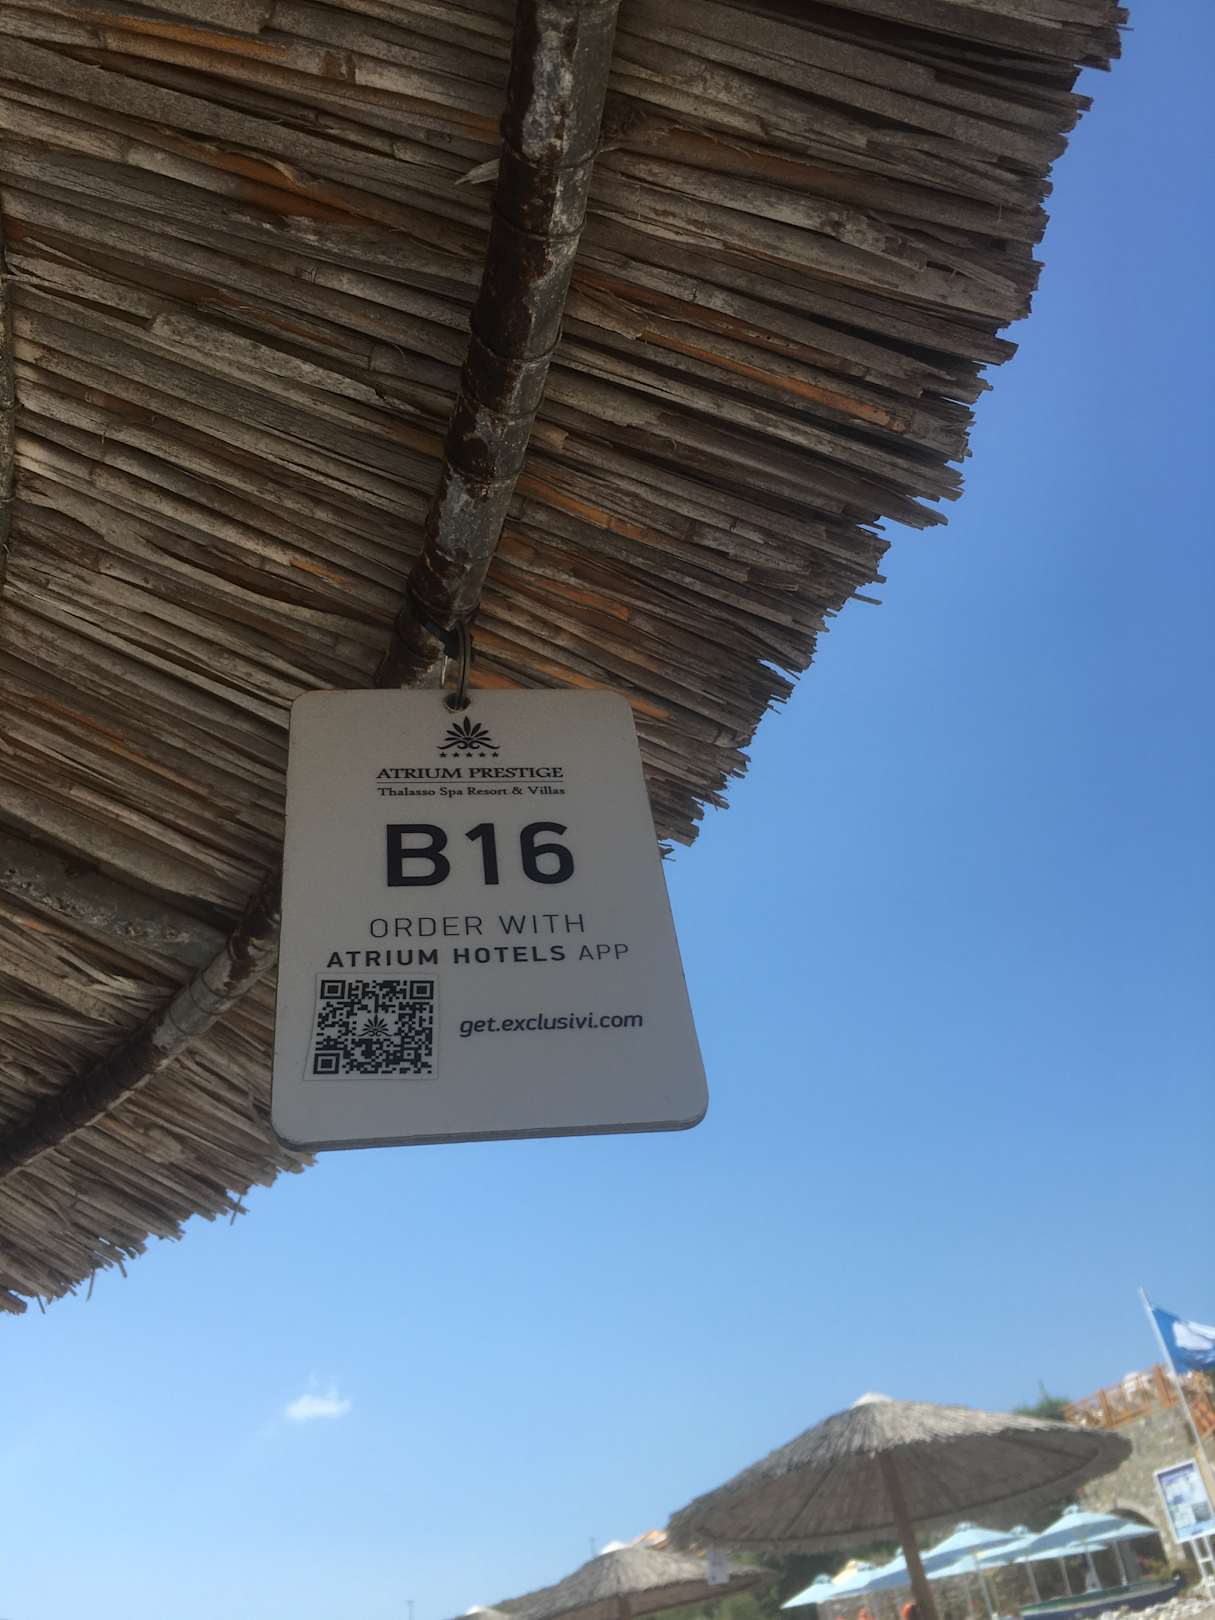 ATRIUM PRESTIGE
Thalasso Spa Resort & Villas
B16
ORDER WITH
ATRIUM HOTELS APP
get.exclusivi.com